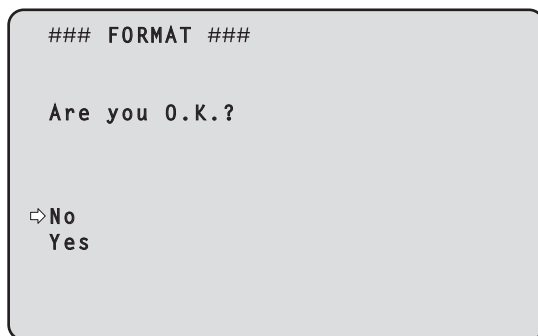 ### FORMAT ###
Are you O.K.?
⇨No
Yes